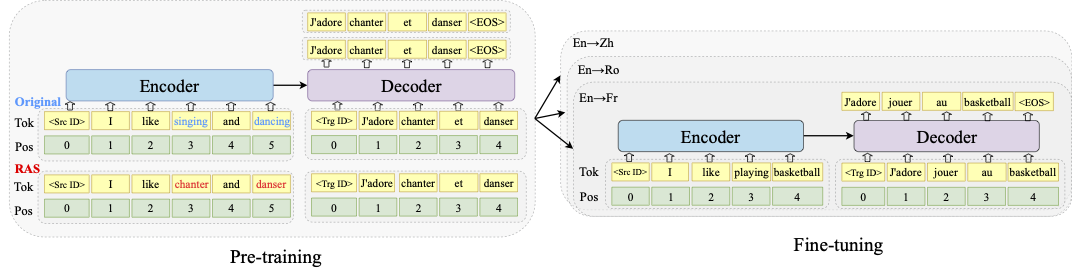 J'adore chanter et danser <EOS>
J'adore chanter et danser <EOS>
Encoder
Decoder
Original
Tok <Src ID> I like singing and dancing
<Trg ID> J'adore chanter et danser
Pos 0 1 2 3 4 5
0 1 2 3 4
RAS
Tok <Src ID> I like chanter and danser
<Trg ID> J'adore chanter et danser
Pos 0 1 2 3 4 5
0 1 2 3 4
Pre-training
En→Zh
En→Ro
En→Fr
J'adore jouer au basketball <EOS>
Encoder
Decoder
Tok <Src ID> I like playing basketball
<Trg ID> J'adore jouer au basketball
Pos 0 1 2 3 4
0 1 2 3 4
Fine-tuning